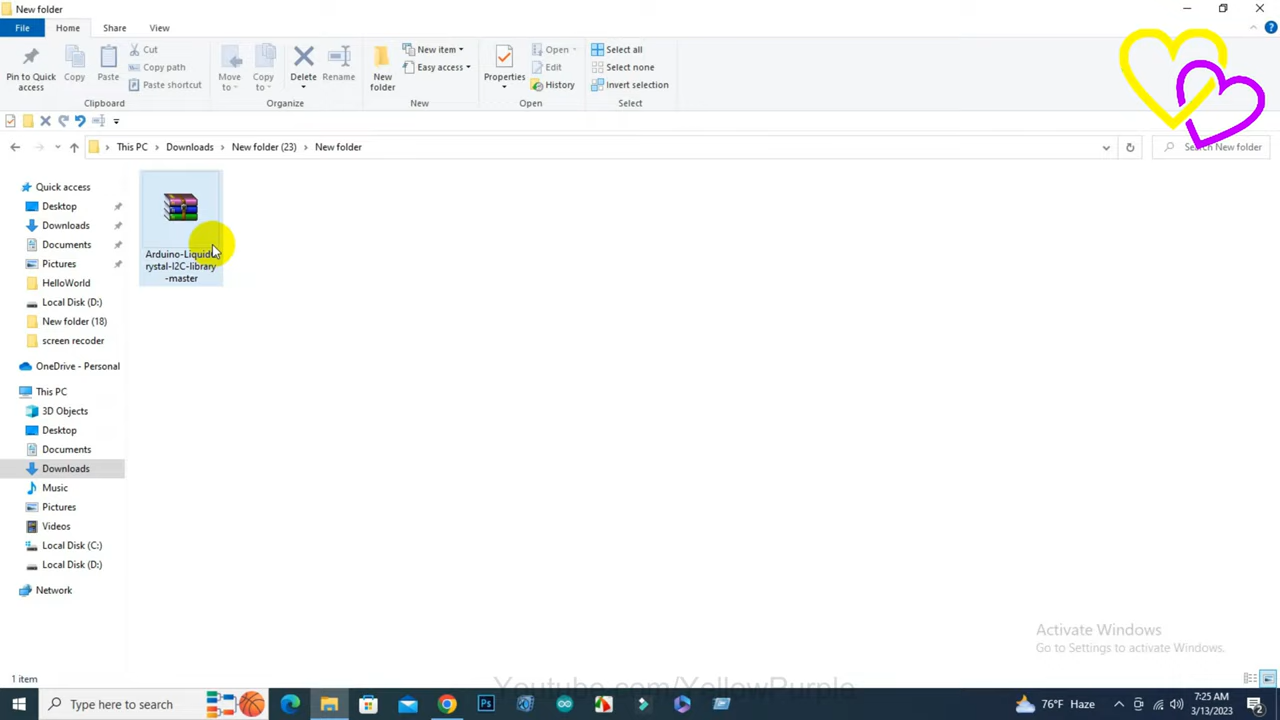 New folder
File
Home
Share
View
Pin to Quick
access
Copy
Paste
Cut
Copy path
Paste shortcut
Clipboard
Move
to
Copy
to
Delete
Rename
Organize
New
folder
New item
Easy access
New
Properties
Open
Edit
History
Open
Select all
Select none
Invert selection
Select
This PC
Downloads
New folder (23)
New folder
Search New folder
Quick access
Desktop
Downloads
Documents
Pictures
HelloWorld
Local Disk (D:)
New folder (18)
screen recoder
OneDrive - Personal
This PC
3D Objects
Desktop
Documents
Downloads
Music
Pictures
Videos
Local Disk (C:)
Local Disk (D:)
Network
Arduino-LiquidC
rystal-I2C-library
-master
Activate Windows
Go to Settings to activate Windows.
1 item
Youtube.com/YellowPurple
Type here to search
Ps
76°F Haze
7:25 AM
3/13/2023
2